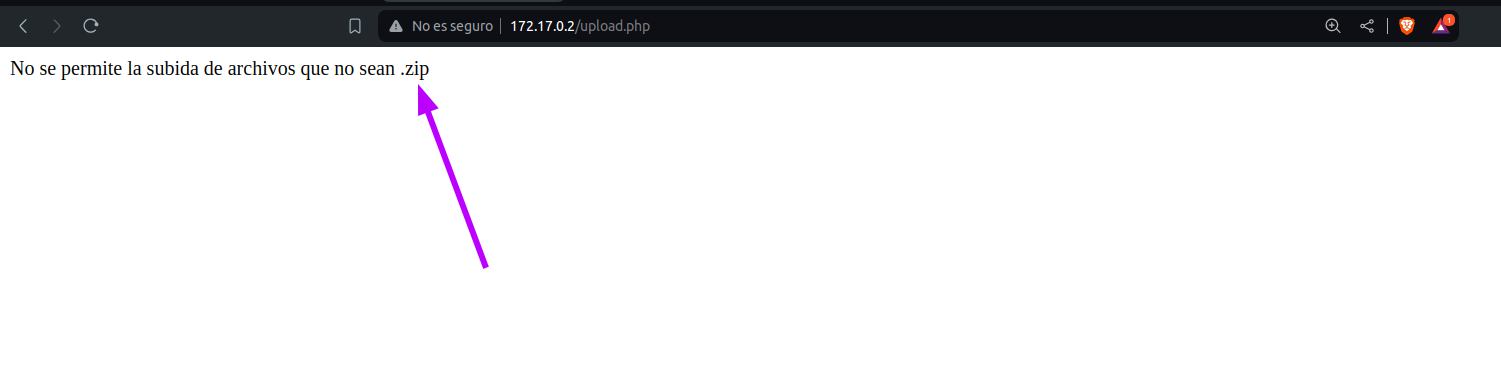 No es seguro 172.17.0.2/upload.php
1
No se permite la subida de archivos que no sean .zip